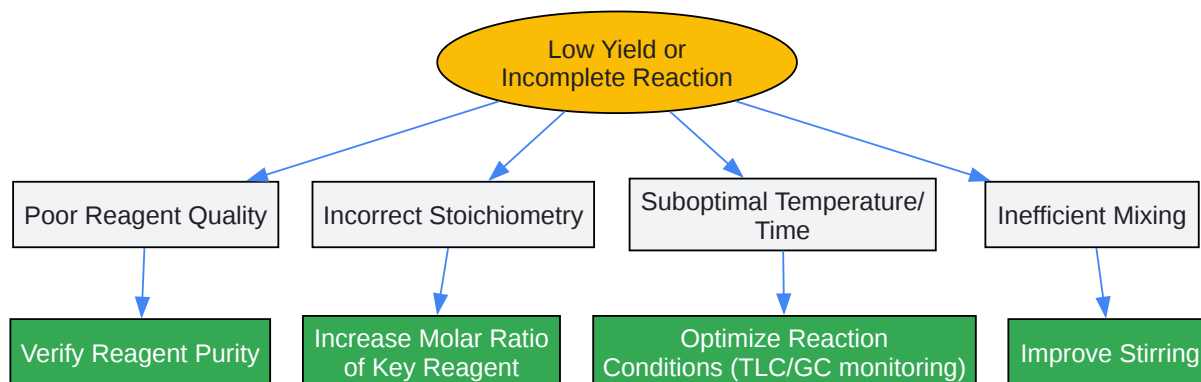 Low Yield or
Incomplete Reaction
Poor Reagent Quality
Incorrect Stoichiometry
Suboptimal Temperature/
Time
Inefficient Mixing
Verify Reagent Purity
Increase Molar Ratio
of Key Reagent
Optimize Reaction
Conditions (TLC/GC monitoring)
Improve Stirring